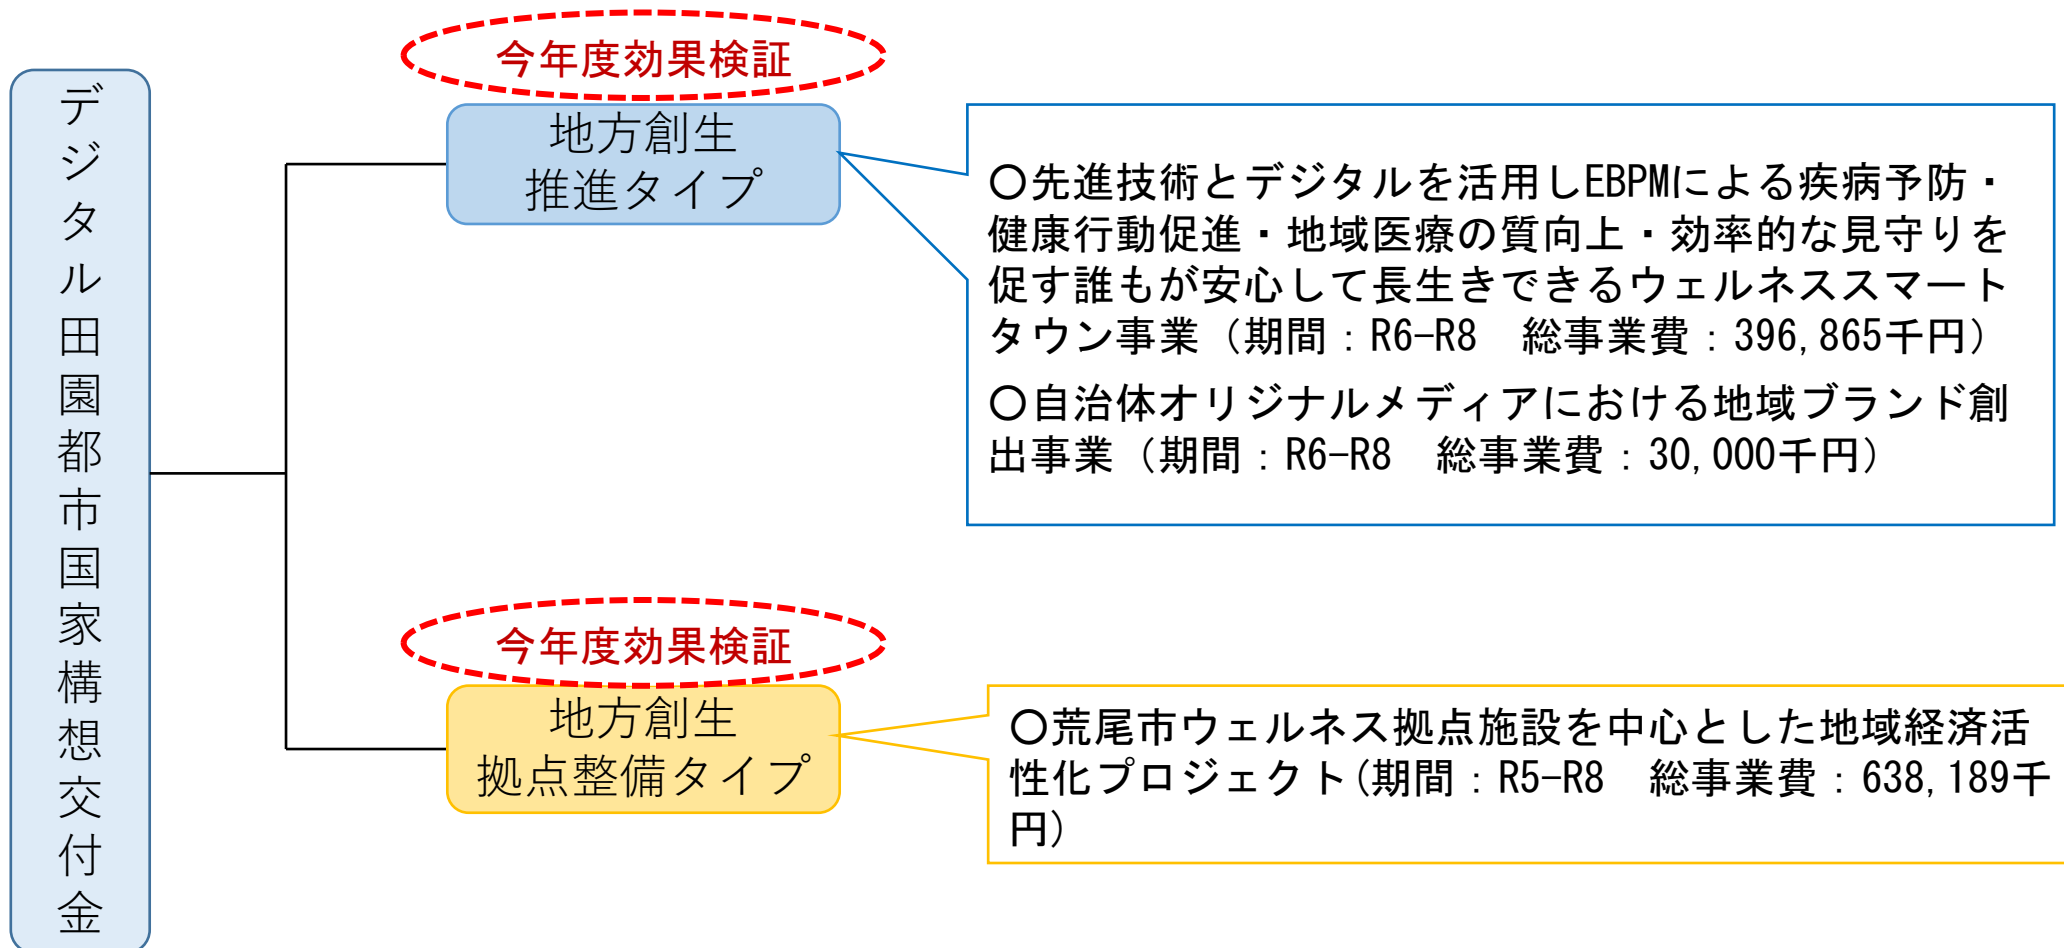 デジタル田園都市国家構想交付金
今年度効果検証
地方創生
推進タイプ
〇先進技術とデジタルを活用しEBPMによる疾病予防・
健康行動促進・地域医療の質向上・効率的な見守りを
促す誰もが安心して長生きできるウェルネススマート
タウン事業（期間：R6-R8　総事業費：396,865千円）
〇自治体オリジナルメディアにおける地域ブランド創
出事業（期間：R6-R8　総事業費：30,000千円）
今年度効果検証
地方創生
拠点整備タイプ
〇荒尾市ウェルネス拠点施設を中心とした地域経済活
性化プロジェクト(期間：R5-R8　総事業費：638,189千
円)